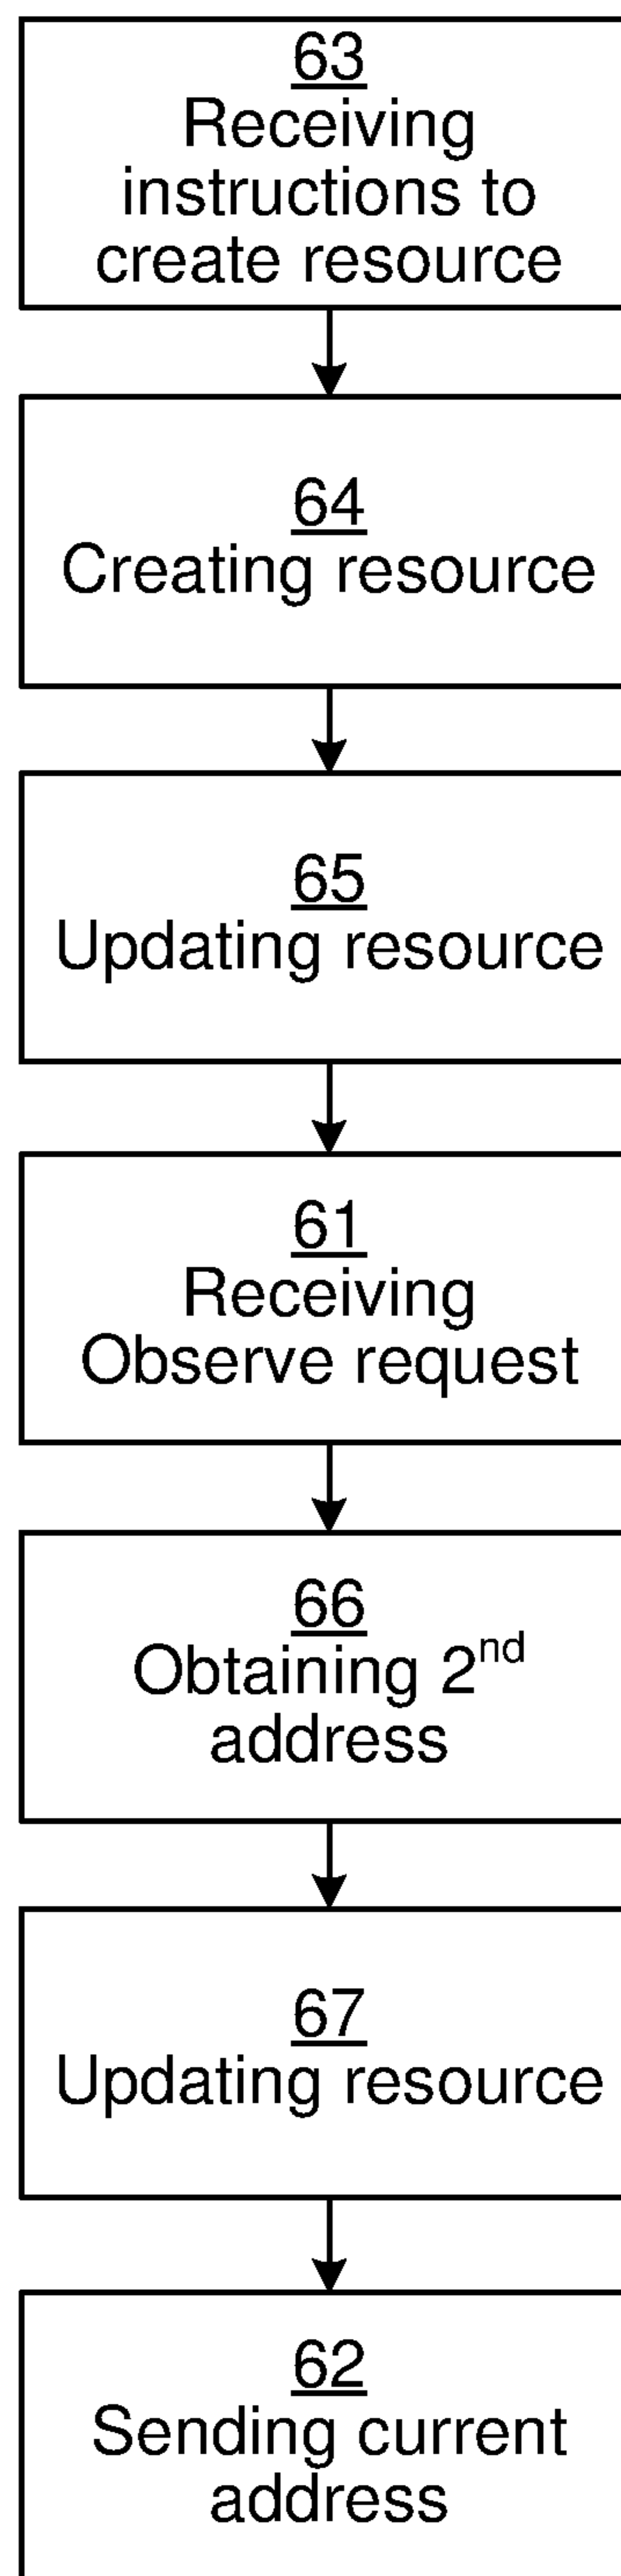 63
Receiving
instructions to
create resource
64
Creating resource
65
Updating resource
61
Receiving
Observe request
66
Obtaining 2nd
address
67
Updating resource
62
Sending current
address